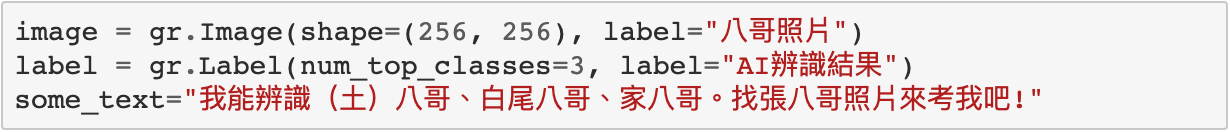 image = gr.Image(shape=(256, 256), label="八哥照片")
label = gr.Label(num_top_classes=3, label="AI辨識結果")
some_text="我能辨識（土）八哥、白尾八哥、家八哥。找張八哥照片來考我吧!"